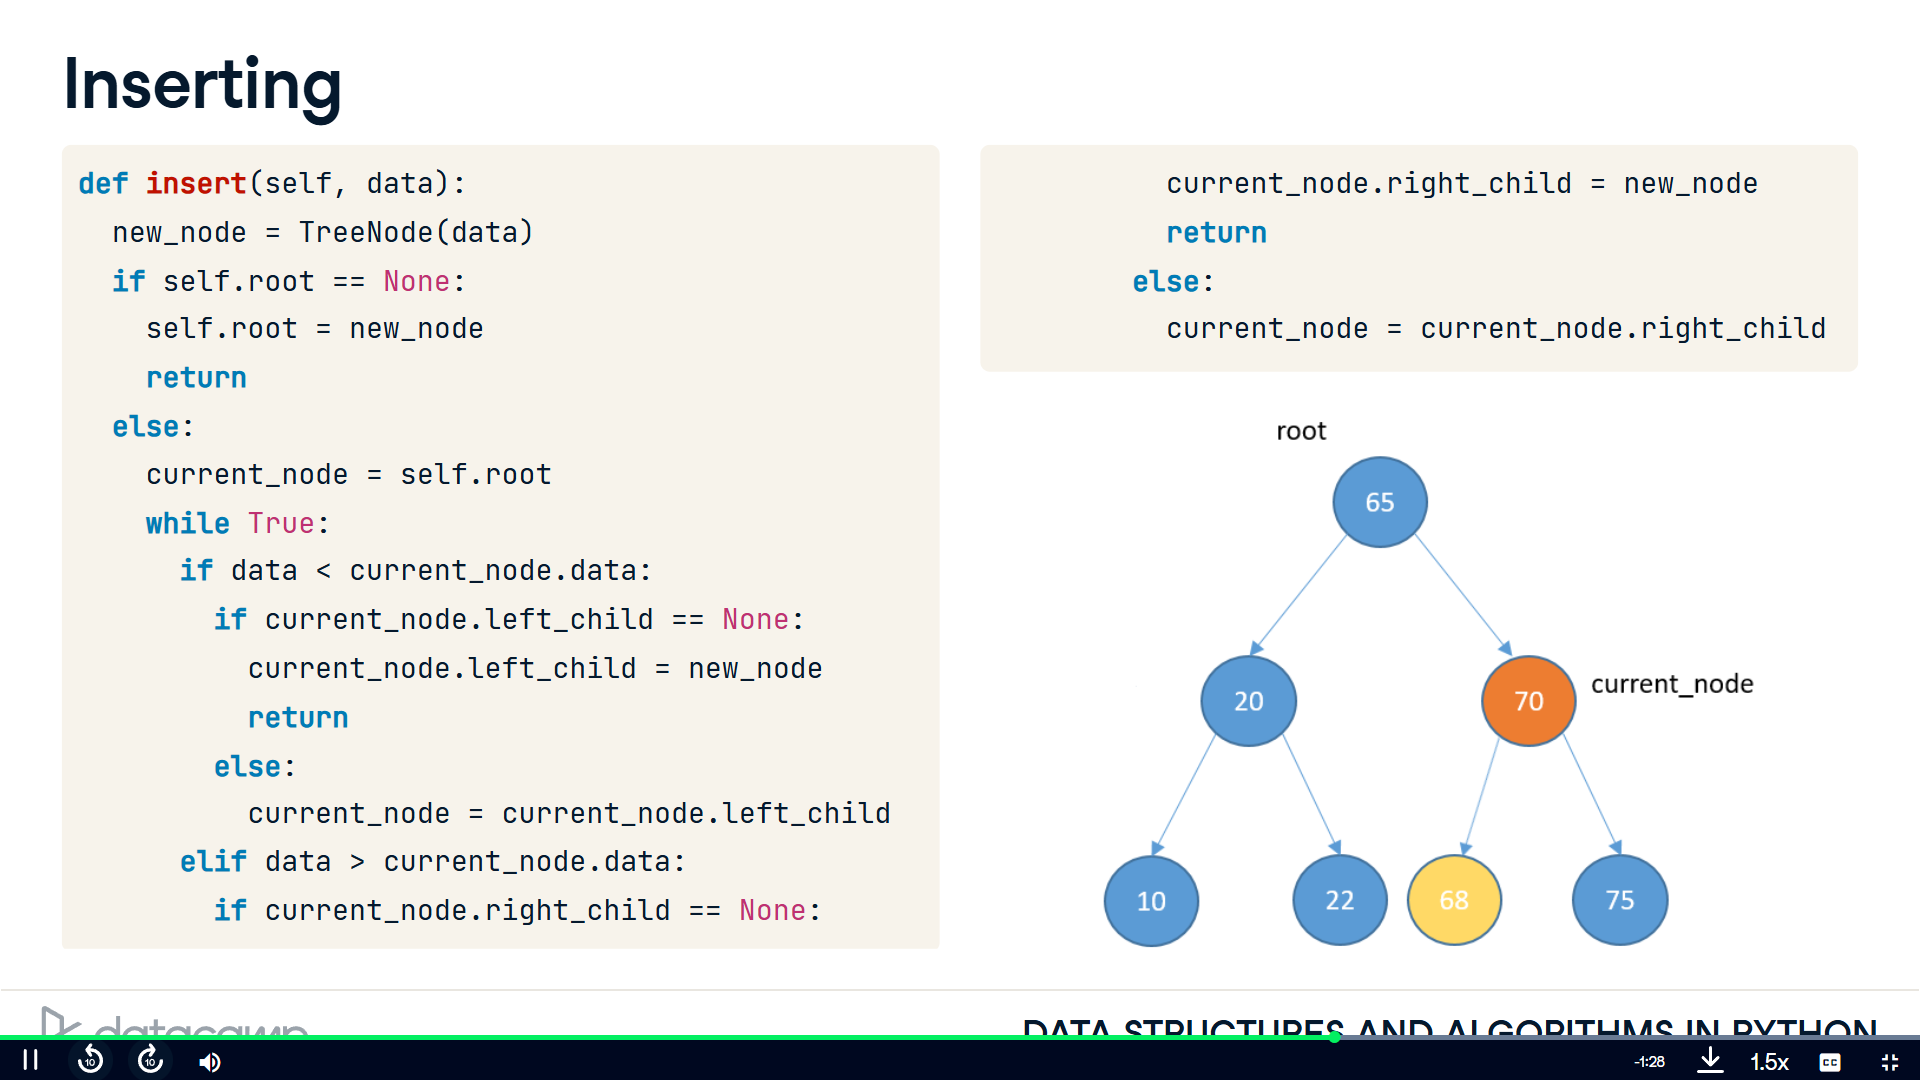 Inserting
def insert(self, data):
  new_node = TreeNode(data)
  if self.root == None:
    self.root = new_node
    return
  else:
    current_node = self.root
    while True:
      if data < current_node.data:
        if current_node.left_child == None:
          current_node.left_child = new_node
          return
        else:
          current_node = current_node.left_child
      elif data > current_node.data:
        if current_node.right_child == None:
          current_node.right_child = new_node
          return
        else:
          current_node = current_node.right_child
root
65
20
70
current_node
10
22
68
75
datacamp
DATA STRUCTURES AND ALGORITHMS IN PYTHON
10
10
-1:28
1.5x
CC